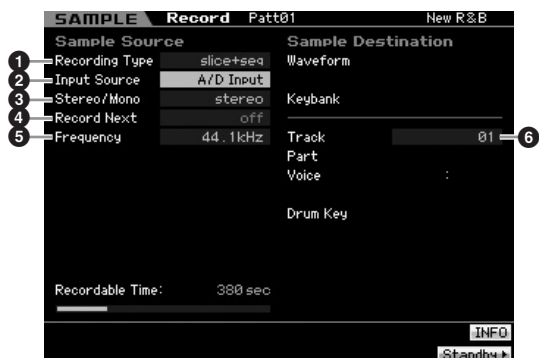 SAMPLE Record Patt01 New R&B
Sample Source Sample Destination
1 Recording Type slice+seq Waveform
2 Input Source A/D Input
3 Stereo/Mono stereo Keybank
4 Record Next off
5 Frequency 44.1kHz Track 01 6
Part
Voice :
Drum Key
Recordable Time: 380 sec
INFO
Standby